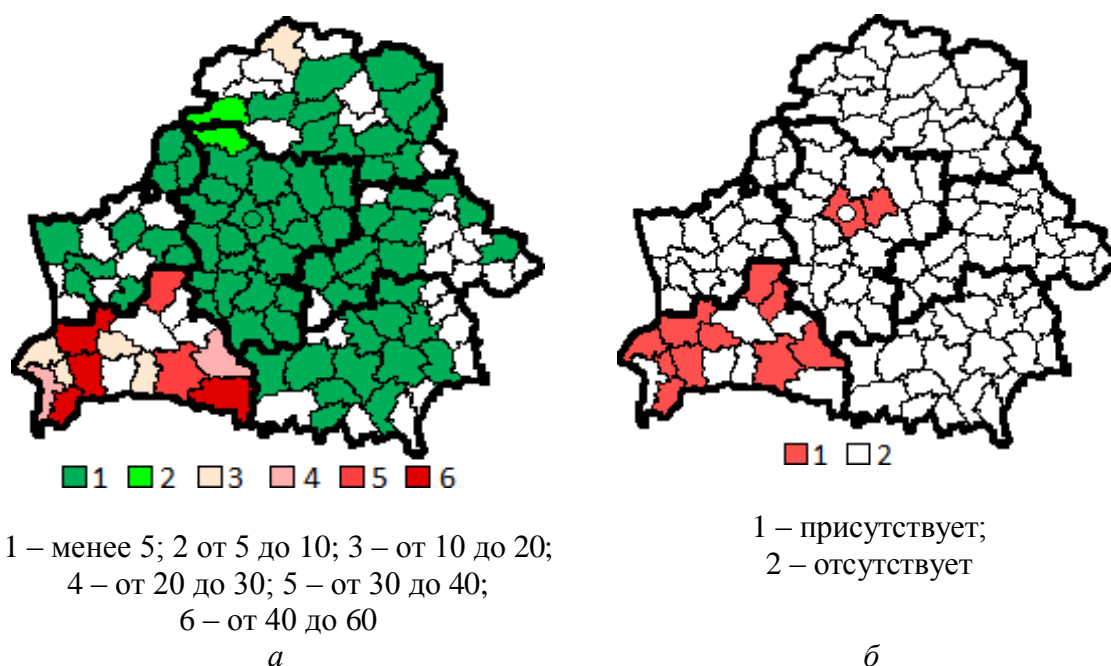 1 2 3 4 5 6
1 2
1 – менее 5; 2 от 5 до 10; 3 – от 10 до 20;
4 – от 20 до 30; 5 – от 30 до 40;
6 – от 40 до 60
а
1 – присутствует;
2 – отсутствует
б